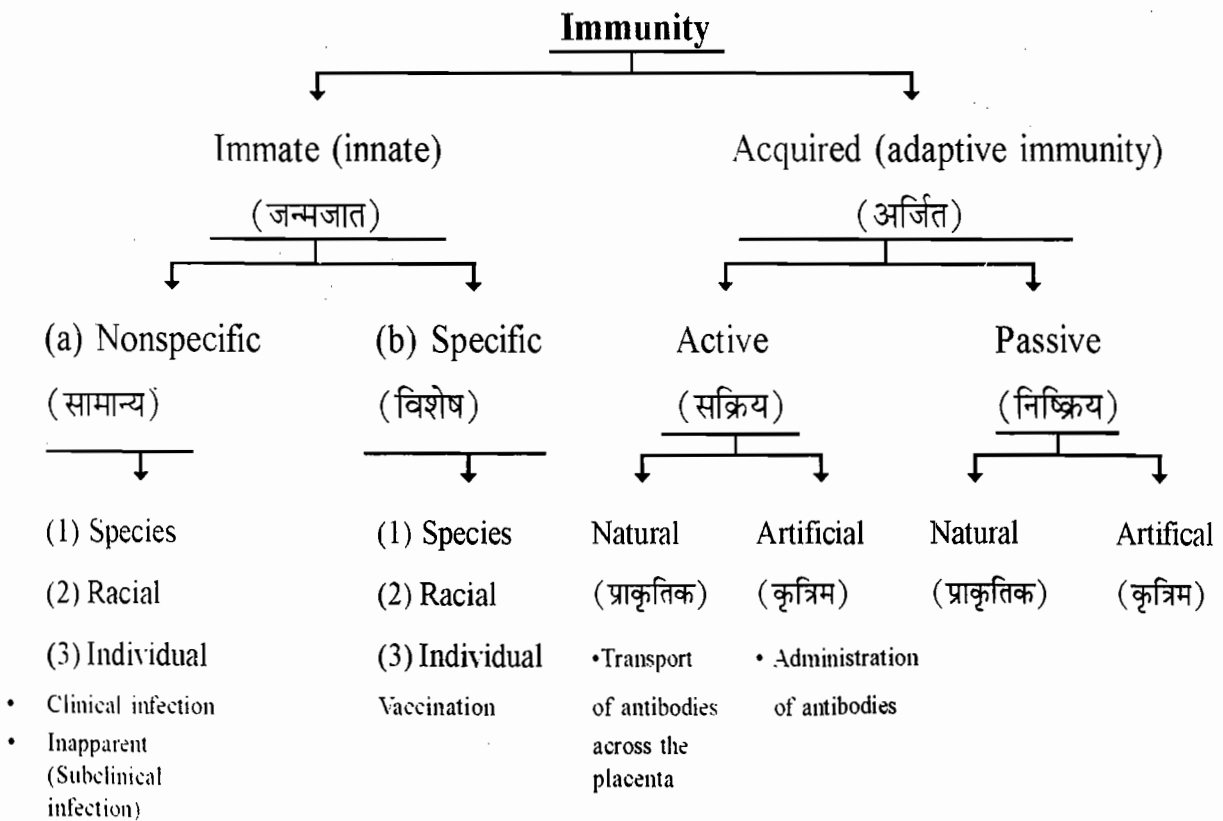 Immunity
Immate (innate)
(जन्मजात)
Acquired (adaptive immunity)
(अर्जित)
(a) Nonspecific
(सामान्य)
(b) Specific
(विशेष)
Active
(सक्रिय)
Passive
(निष्क्रिय)
(1) Species
(2) Racial
(3) Individual
• Clinical infection
• Inapparent
(Subclinical
infection)
(1) Species
(2) Racial
(3) Individual
Vaccination
Natural
(प्राकृतिक)
•Transport
of antibodies
across the
placenta
Artificial
(कृत्रिम)
• Administration
of antibodies
Natural
(प्राकृतिक)
Artifical
(कृत्रिम)